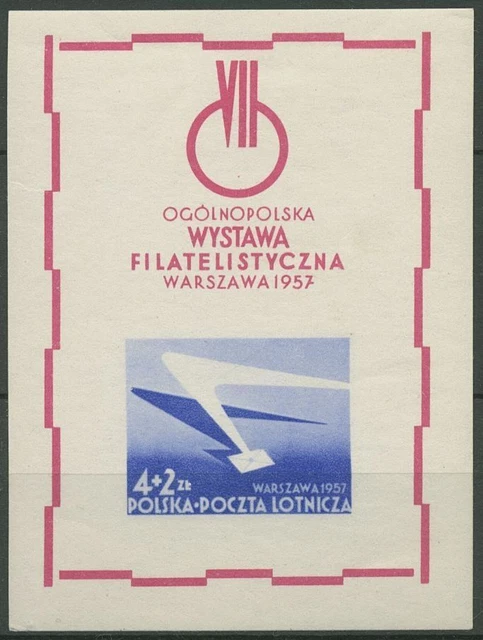 VII
OGÓLNOPOLSKA
WYSTAWA
FILATELISTYCZNA
WARSZAWA 1957
4+2 ZŁ
WARSZAWA 1957
POLSKA·POCZTA LOTNICZA